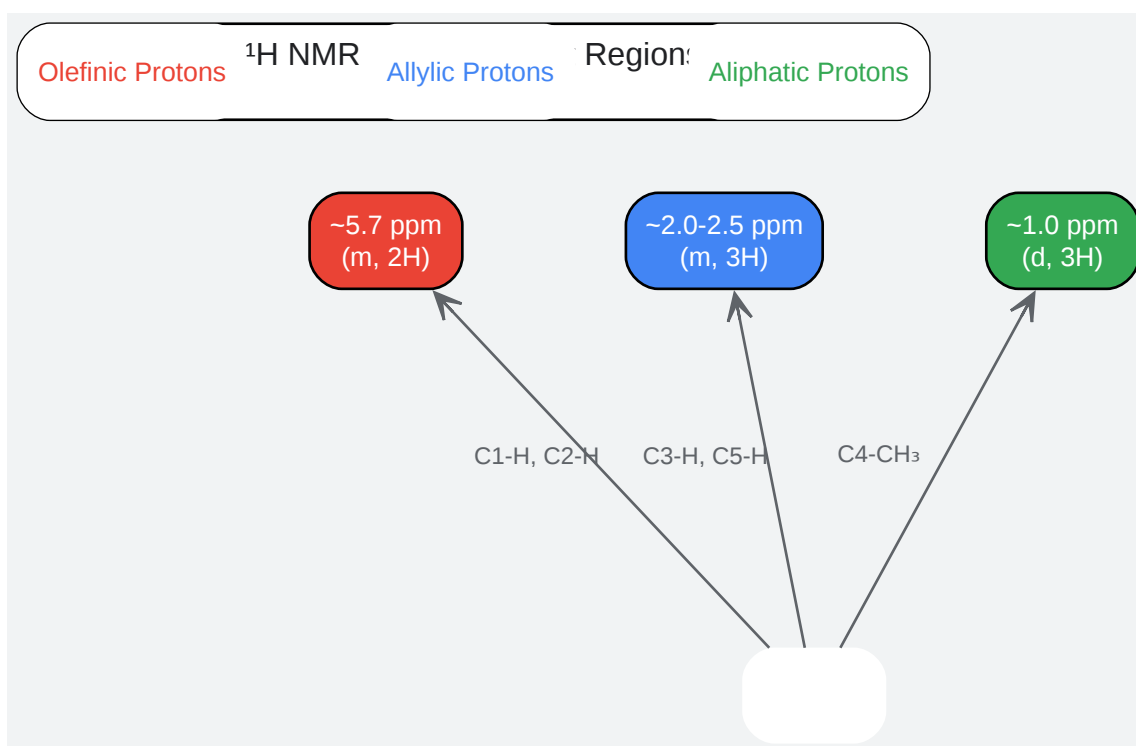 ¹H NMR
Regions
Olefinic Protons
Allylic Protons
Aliphatic Protons
~5.7 ppm
(m, 2H)
~2.0-2.5 ppm
(m, 3H)
~1.0 ppm
(d, 3H)
C1-H, C2-H
C3-H, C5-H
C4-CH₃